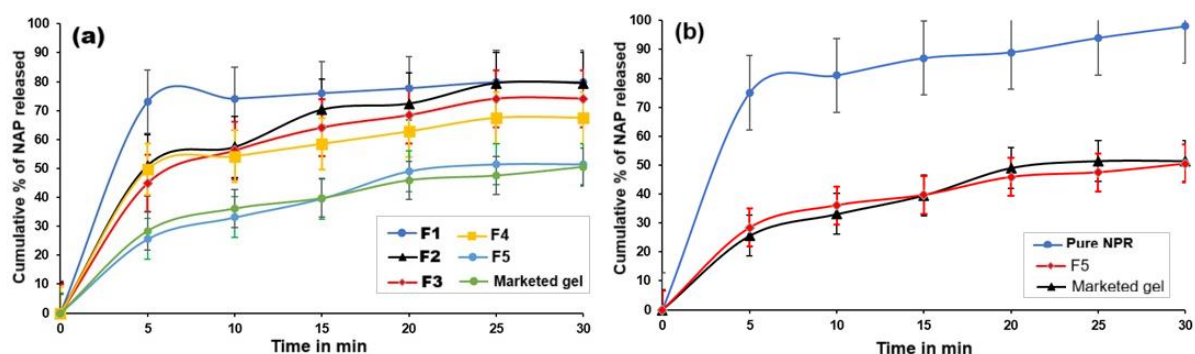 (a)
Cumulative % of NAP released
100
90
80
70
60
50
40
30
20
10
0
0 5 10 15 20 25 30
Time in min
F1 F4
F2 F5
F3 Marketed gel
(b)
Cumulative % of NAP released
100
90
80
70
60
50
40
30
20
10
0
0 5 10 15 20 25 30
Time in min
Pure NPR
F5
Marketed gel